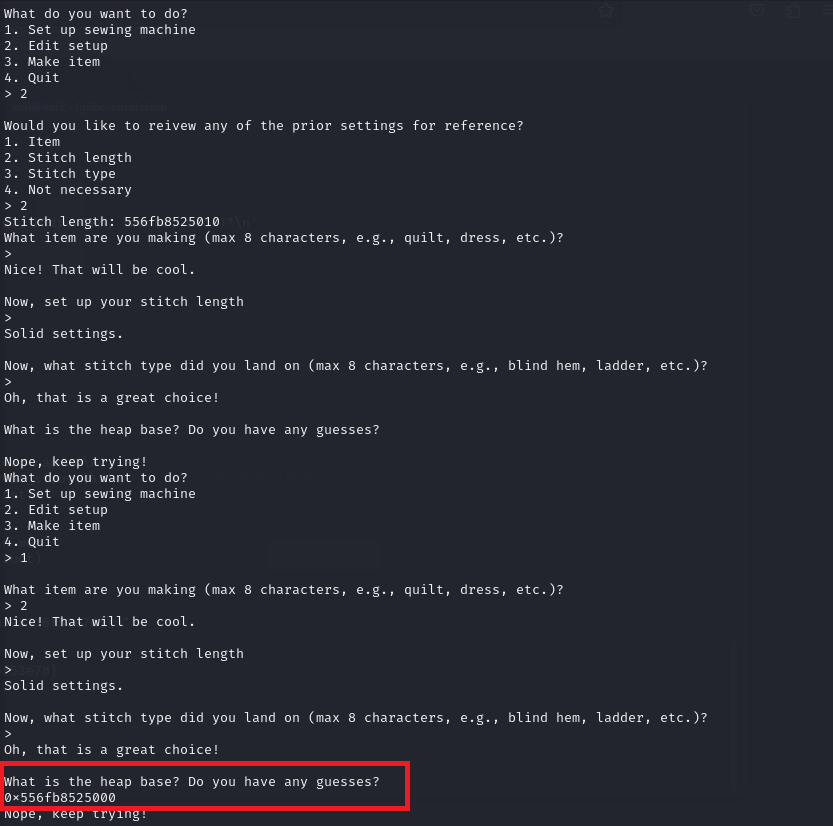 What do you want to do?
1. Set up sewing machine
2. Edit setup
3. Make item
4. Quit
> 2
Would you like to reivew any of the prior settings for reference?
1. Item
2. Stitch length
3. Stitch type
4. Not necessary
> 2
Stitch length: 556fb8525010
What item are you making (max 8 characters, e.g., quilt, dress, etc.)?
>
Nice! That will be cool.
Now, set up your stitch length
>
Solid settings.
Now, what stitch type did you land on (max 8 characters, e.g., blind hem, ladder, etc.)?
>
Oh, that is a great choice!
What is the heap base? Do you have any guesses?
Nope, keep trying!
What do you want to do?
1. Set up sewing machine
2. Edit setup
3. Make item
4. Quit
> 1
What item are you making (max 8 characters, e.g., quilt, dress, etc.)?
> 2
Nice! That will be cool.
Now, set up your stitch length
>
Solid settings.
Now, what stitch type did you land on (max 8 characters, e.g., blind hem, ladder, etc.)?
>
Oh, that is a great choice!
What is the heap base? Do you have any guesses?
0×556fb8525000
Nope, keep trying!